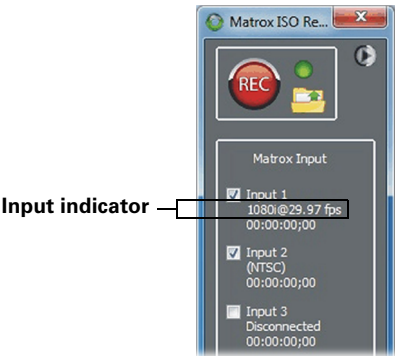 Matrox ISO Re...
REC
Matrox Input
Input 1
Input indicator
1080i@29.97 fps
00:00:00;00
Input 2
(NTSC)
00:00:00;00
Input 3
Disconnected
00:00:00;00